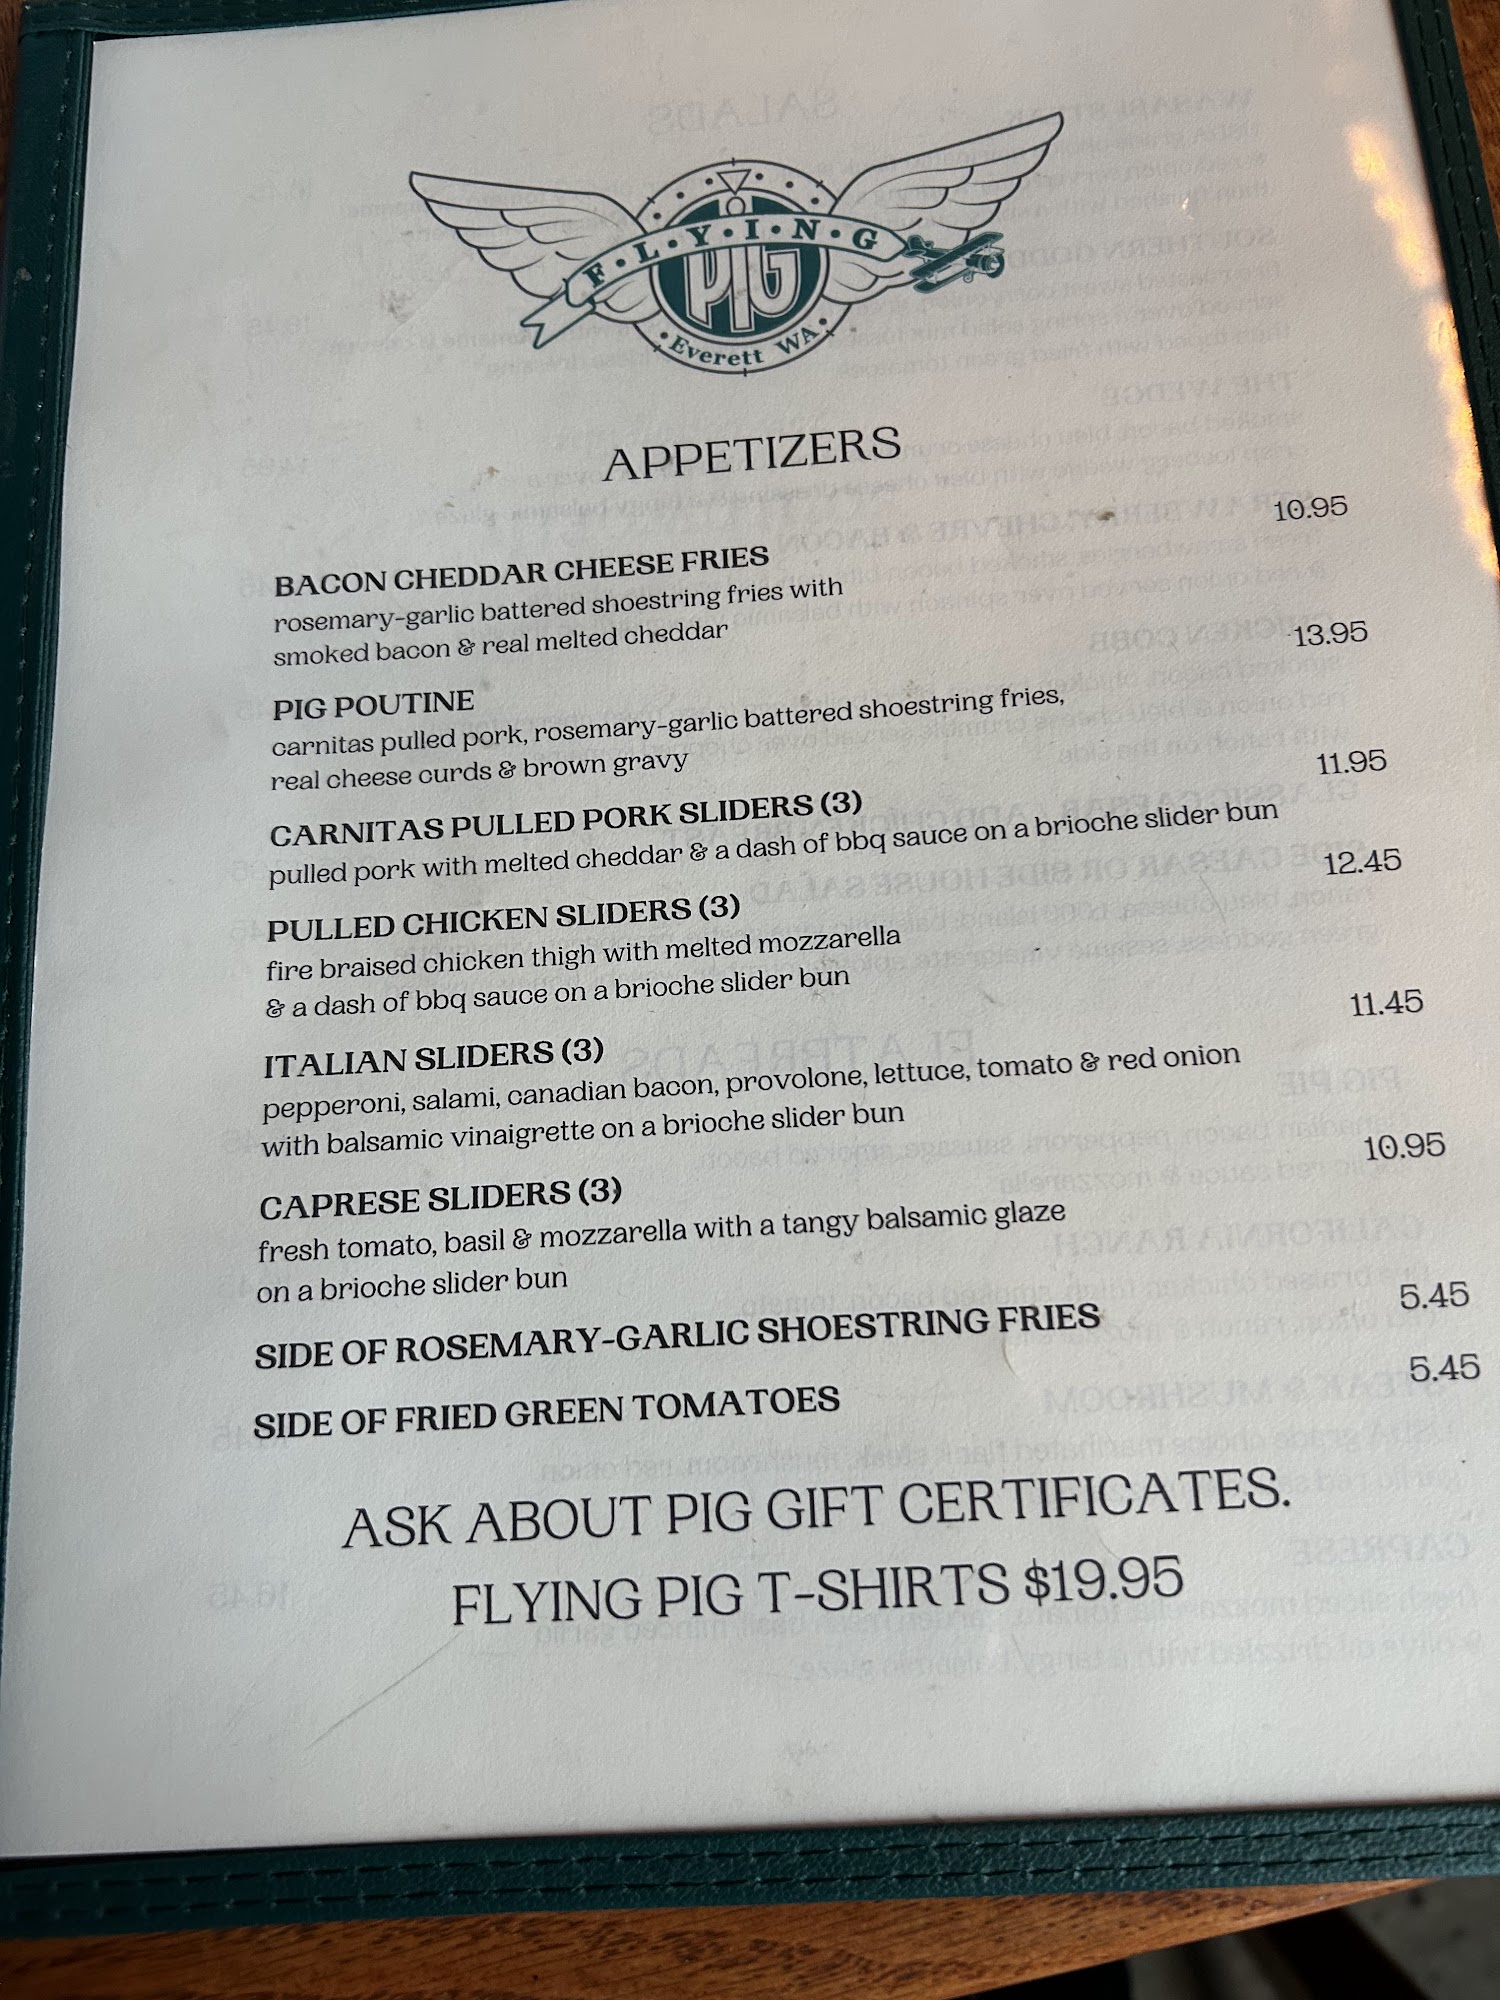 F·L·Y·I·N·G
PIG
Everett WA
APPETIZERS
BACON CHEDDAR CHEESE FRIES 10.95
rosemary-garlic battered shoestring fries with
smoked bacon & real melted cheddar
PIG POUTINE 13.95
carnitas pulled pork, rosemary-garlic battered shoestring fries,
real cheese curds & brown gravy
CARNITAS PULLED PORK SLIDERS (3) 11.95
pulled pork with melted cheddar & a dash of bbq sauce on a brioche slider bun
PULLED CHICKEN SLIDERS (3) 12.45
fire braised chicken thigh with melted mozzarella
& a dash of bbq sauce on a brioche slider bun
ITALIAN SLIDERS (3) 11.45
pepperoni, salami, canadian bacon, provolone, lettuce, tomato & red onion
with balsamic vinaigrette on a brioche slider bun
CAPRESE SLIDERS (3) 10.95
fresh tomato, basil & mozzarella with a tangy balsamic glaze
on a brioche slider bun
SIDE OF ROSEMARY-GARLIC SHOESTRING FRIES 5.45
SIDE OF FRIED GREEN TOMATOES 5.45
ASK ABOUT PIG GIFT CERTIFICATES.
FLYING PIG T-SHIRTS $19.95